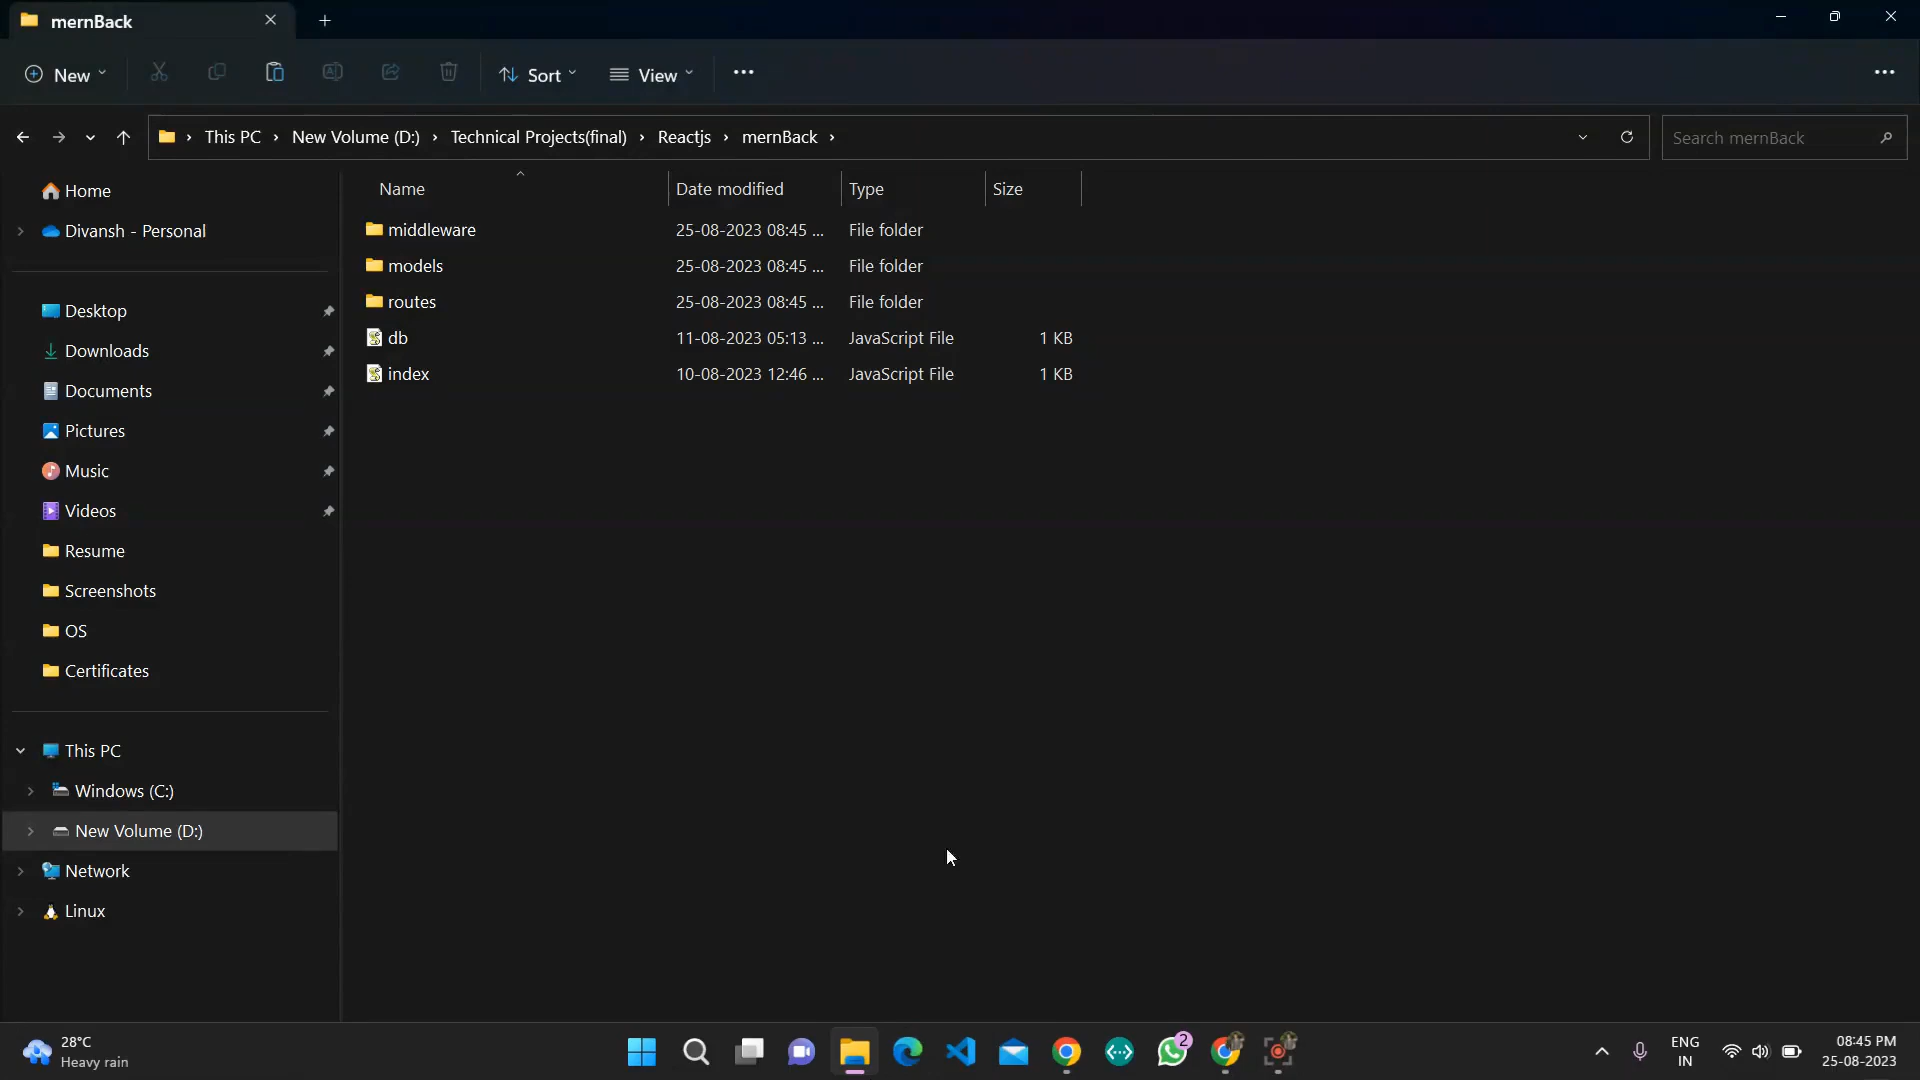 mernBack
New
Sort
View
This PC
New Volume (D:)
Technical Projects(final)
Reactjs
mernBack
Search mernBack
Home
Divansh - Personal
Desktop
Downloads
Documents
Pictures
Music
Videos
Resume
Screenshots
OS
Certificates
This PC
Windows (C:)
New Volume (D:)
Network
Linux
Name Date modified Type Size
middleware 25-08-2023 08:45 ... File folder
models 25-08-2023 08:45 ... File folder
routes 25-08-2023 08:45 ... File folder
db 11-08-2023 05:13 ... JavaScript File 1 KB
index 10-08-2023 12:46 ... JavaScript File 1 KB
28°C
Heavy rain
2
ENG
IN
08:45 PM
25-08-2023